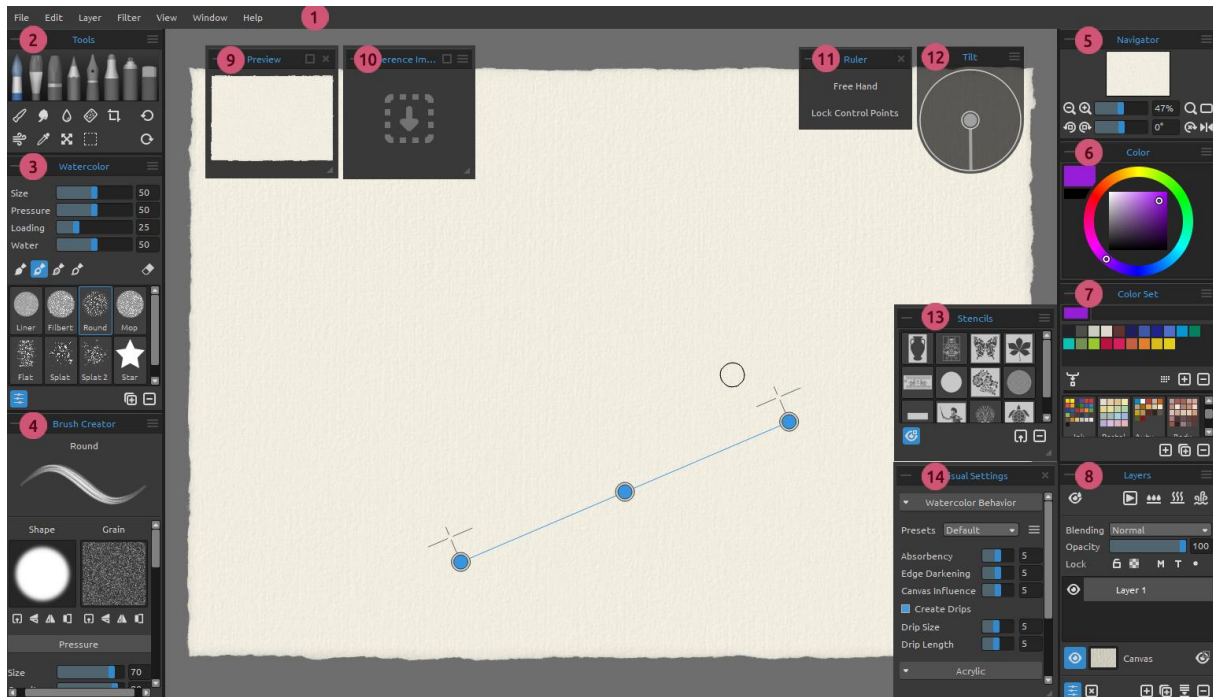 File Edit Layer Filter View Window Help
1
2 Tools
3 Watercolor
Size 50
Pressure 50
Loading 25
Water 50
Liner Filbert Round Mop
Flat Splat Splat 2 Star
4 Brush Creator
Round
Shape Grain
Pressure
Size 70
9 Preview
10 erence Im...
11 Ruler
Free Hand
Lock Control Points
12 Tilt
13 Stencils
14 sual Settings
Watercolor Behavior
Presets Default
Absorbency 5
Edge Darkening 5
Canvas Influence 5
Create Drips
Drip Size 5
Drip Length 5
Acrylic
5 Navigator
47%
0°
6 Color
7 Color Set
8 Layers
Blending Normal
Opacity 100
Lock M T
Layer 1
Canvas